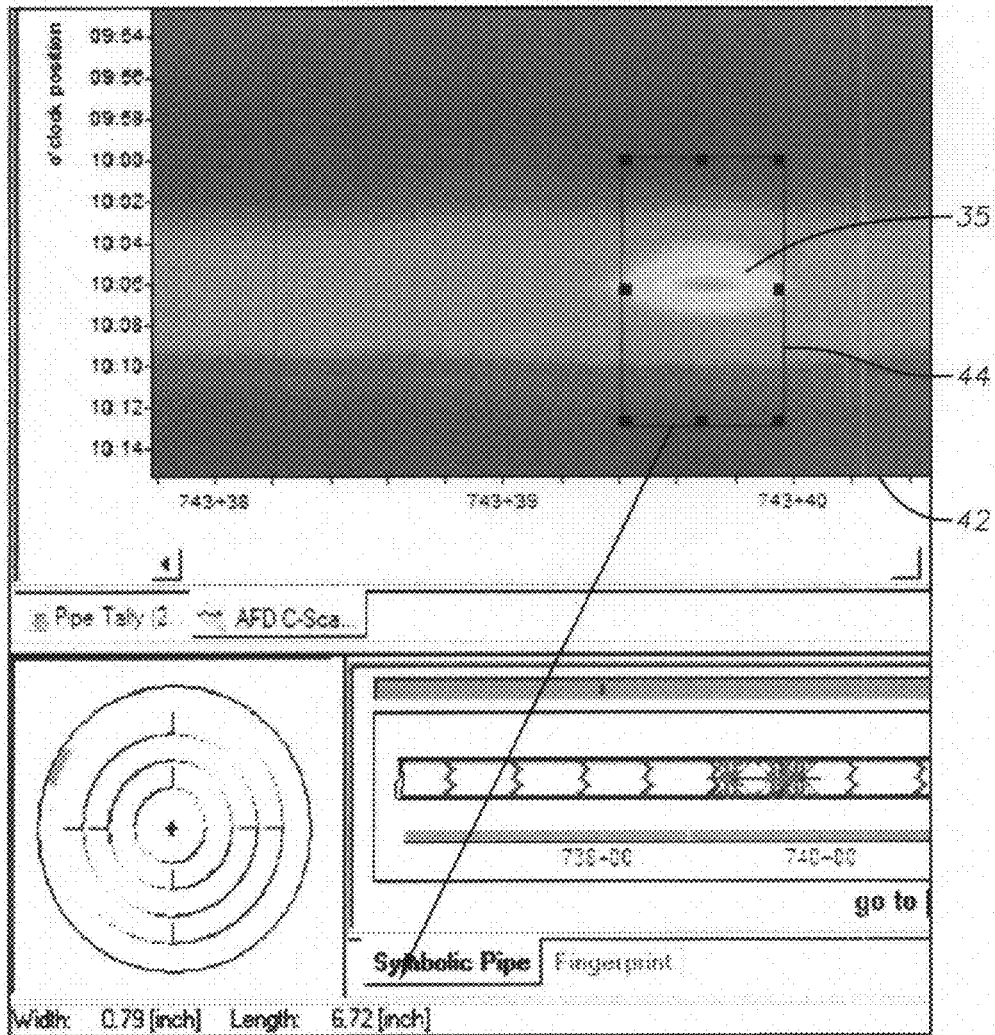 o'clock position
09:54
09:56
09:58
10:00
10:02
10:04
10:06
10:08
10:10
10:12
10:14
35
44
42
743+38 743+39 743+40
Pipe Tally (2... AFD C-Sca...
740+00
go to
Symbolic Pipe Fingerprint
Width: 0.79 [inch] Length: 6.72 [inch]